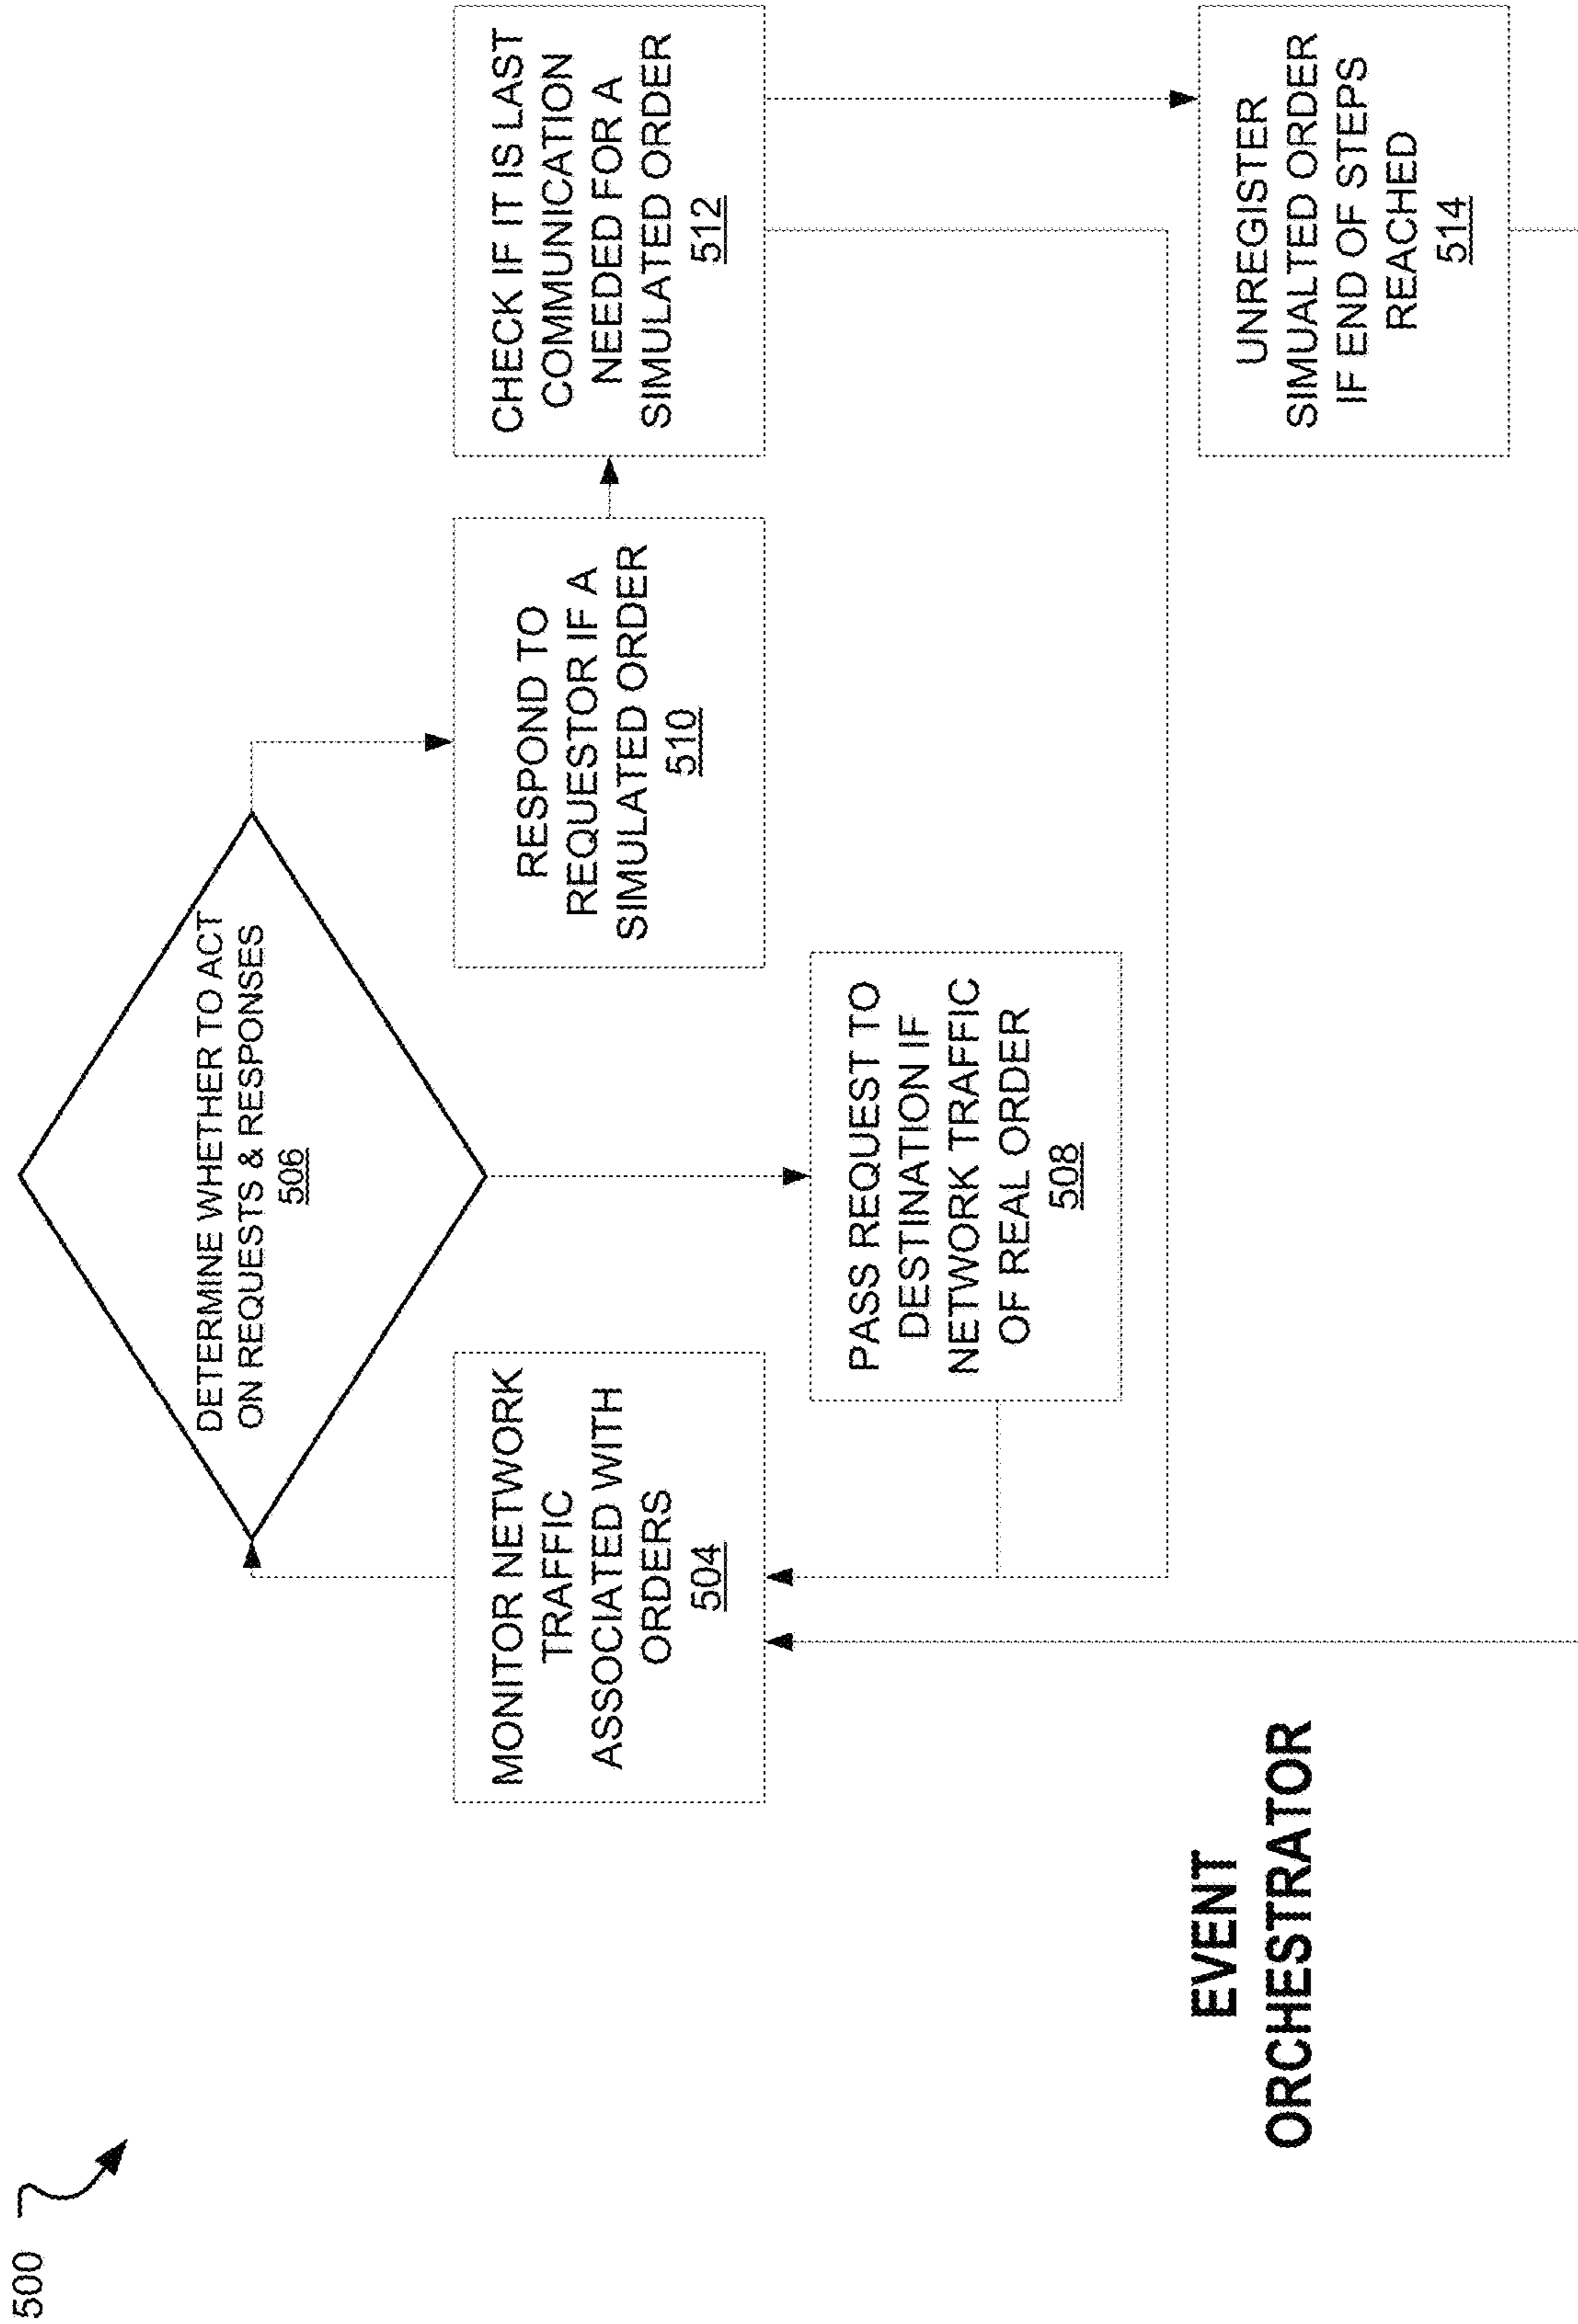 500
DETERMINE WHETHER TO ACT
ON REQUESTS & RESPONSES
506
MONITOR NETWORK
TRAFFIC
ASSOCIATED WITH
ORDERS
504
RESPOND TO
REQUESTOR IF A
SIMULATED ORDER
510
CHECK IF IT IS LAST
COMMUNICATION
NEEDED FOR A
SIMULATED ORDER
512
PASS REQUEST TO
DESTINATION IF
NETWORK TRAFFIC
OF REAL ORDER
508
UNREGISTER
SIMUALTED ORDER
IF END OF STEPS
REACHED
514
EVENT
ORCHESTRATOR